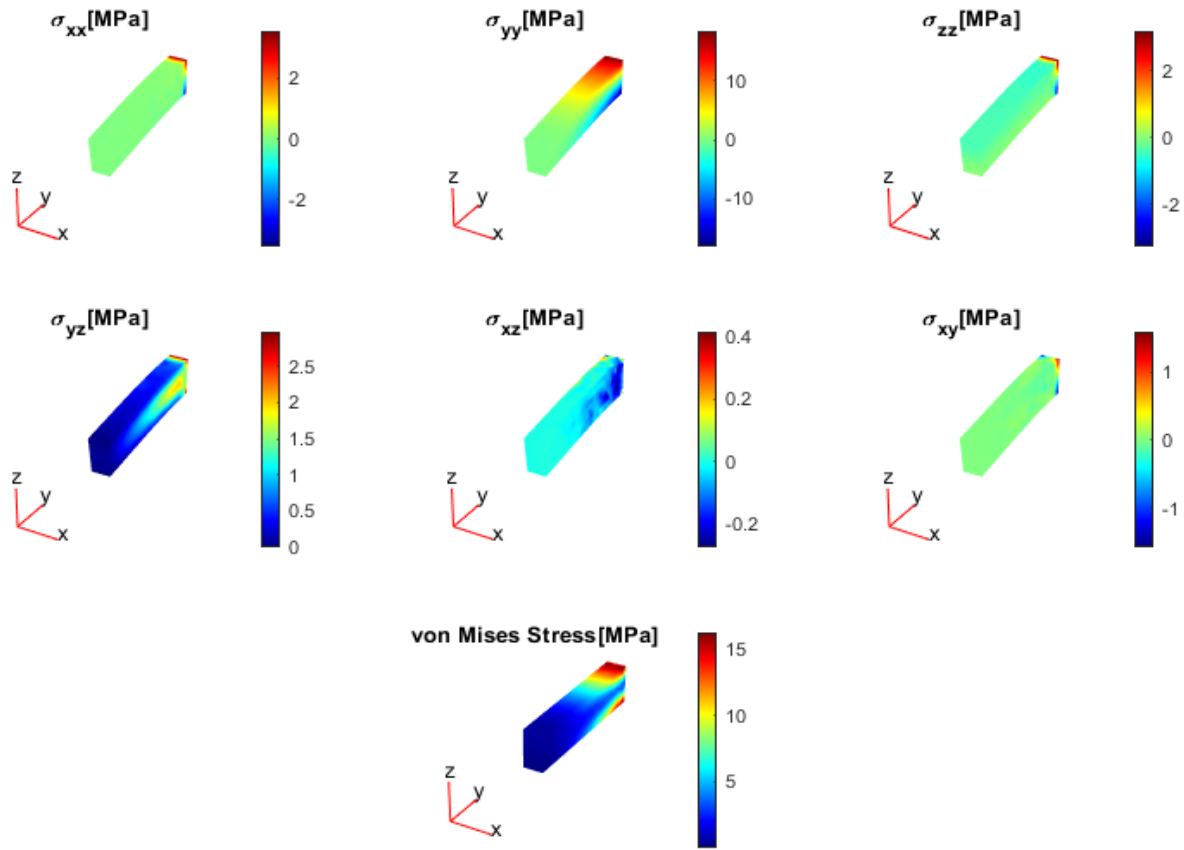 σxx[MPa]
2
0
-2
z
y
x
σyy[MPa]
10
0
-10
z
y
x
σzz[MPa]
2
0
-2
z
y
x
σyz[MPa]
2.5
2
1.5
1
0.5
0
z
y
x
σxz[MPa]
0.4
0.2
0
-0.2
z
y
x
σxy[MPa]
1
0
-1
z
y
x
von Mises Stress[MPa]
15
10
5
z
y
x